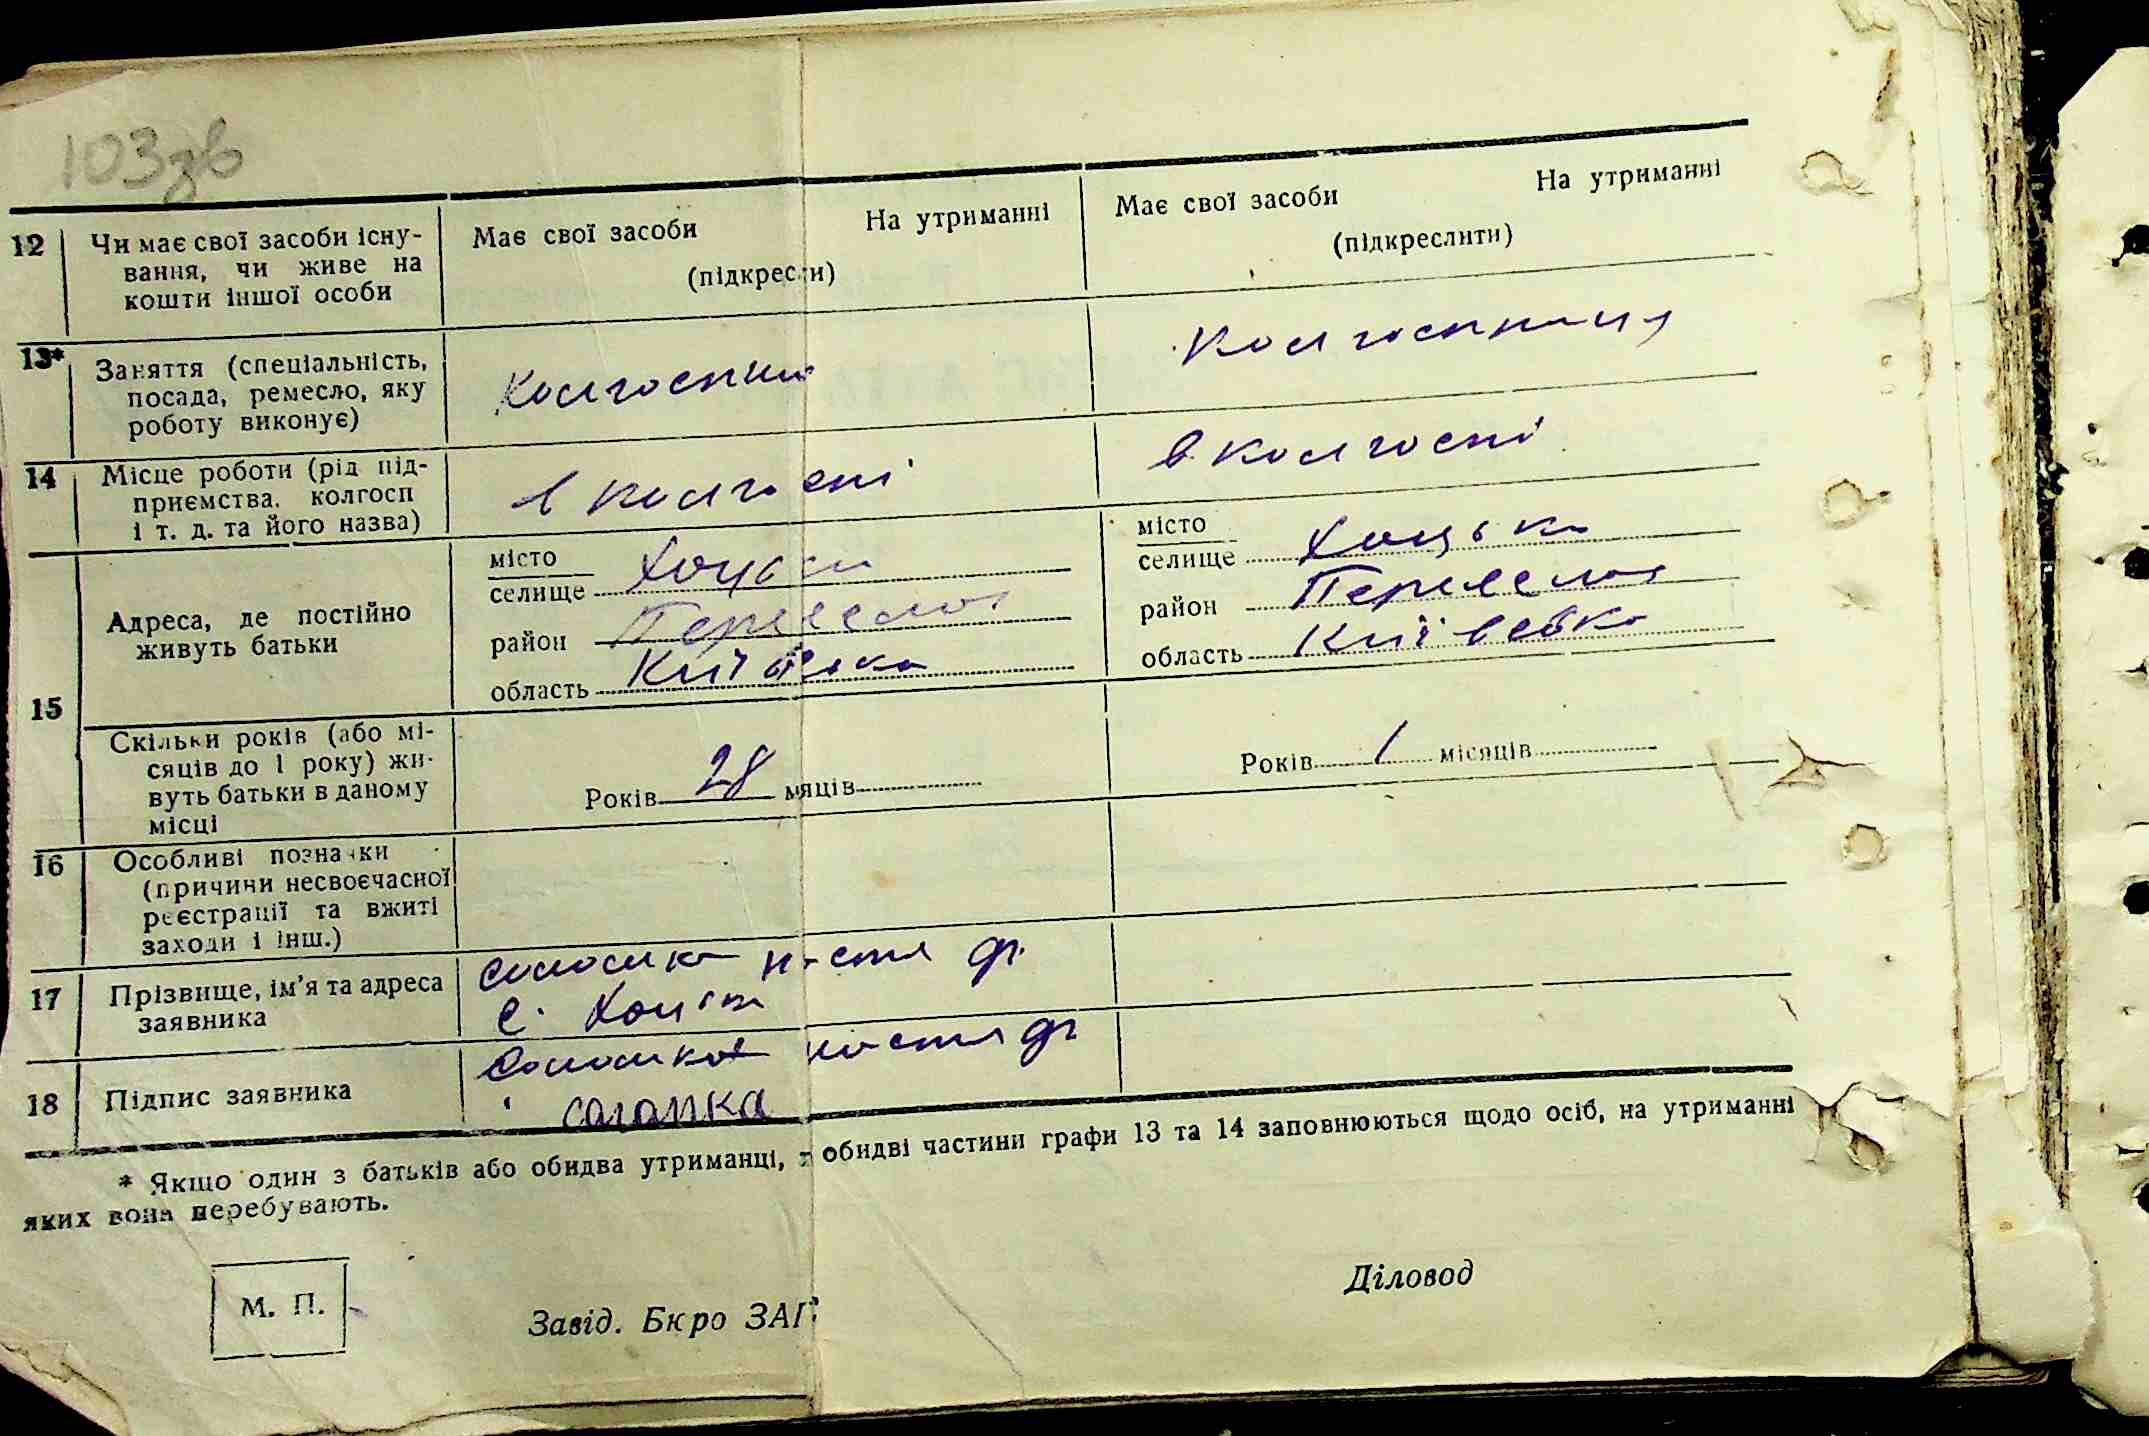 103зв
Має свої засоби На утриманні Має свої засоби На утриманні
(підкресли) (підкреслити)
12 Чи має свої засоби існу-
вання, чи живе на
кошти іншої особи
13* Заняття (спеціальність,
посада, ремесло, яку
роботу виконує)
Колгоспник Колгоспниця
14 Місце роботи (рід під-
приємства, колгосп
і т. д. та його назва)
в колгоспі в колгоспі
15 Адреса, де постійно
живуть батьки
місто
селище Хоцьки
район Переяслав
область Київська
місто
селище Хоцьки
район Переяслав
область Київська
Скільки років (або мі-
сяців до 1 року) жи-
вуть батьки в даному
місці
Років 28 мяців Років 1 місяців
16 Особливі позначки
(причини несвоєчасної
реєстрації та вжиті
заходи і інш.)
17 Прізвище, ім'я та адреса
заявника
настя
с. Хоцьки
18 Підпис заявника
настя
* Якщо один з батьків або обидва утриманці, обидві частини графи 13 та 14 заповнюються щодо осіб, на утриманні
яких вона перебувають.
М. П.
Завід. Бюро ЗАГ
Діловод